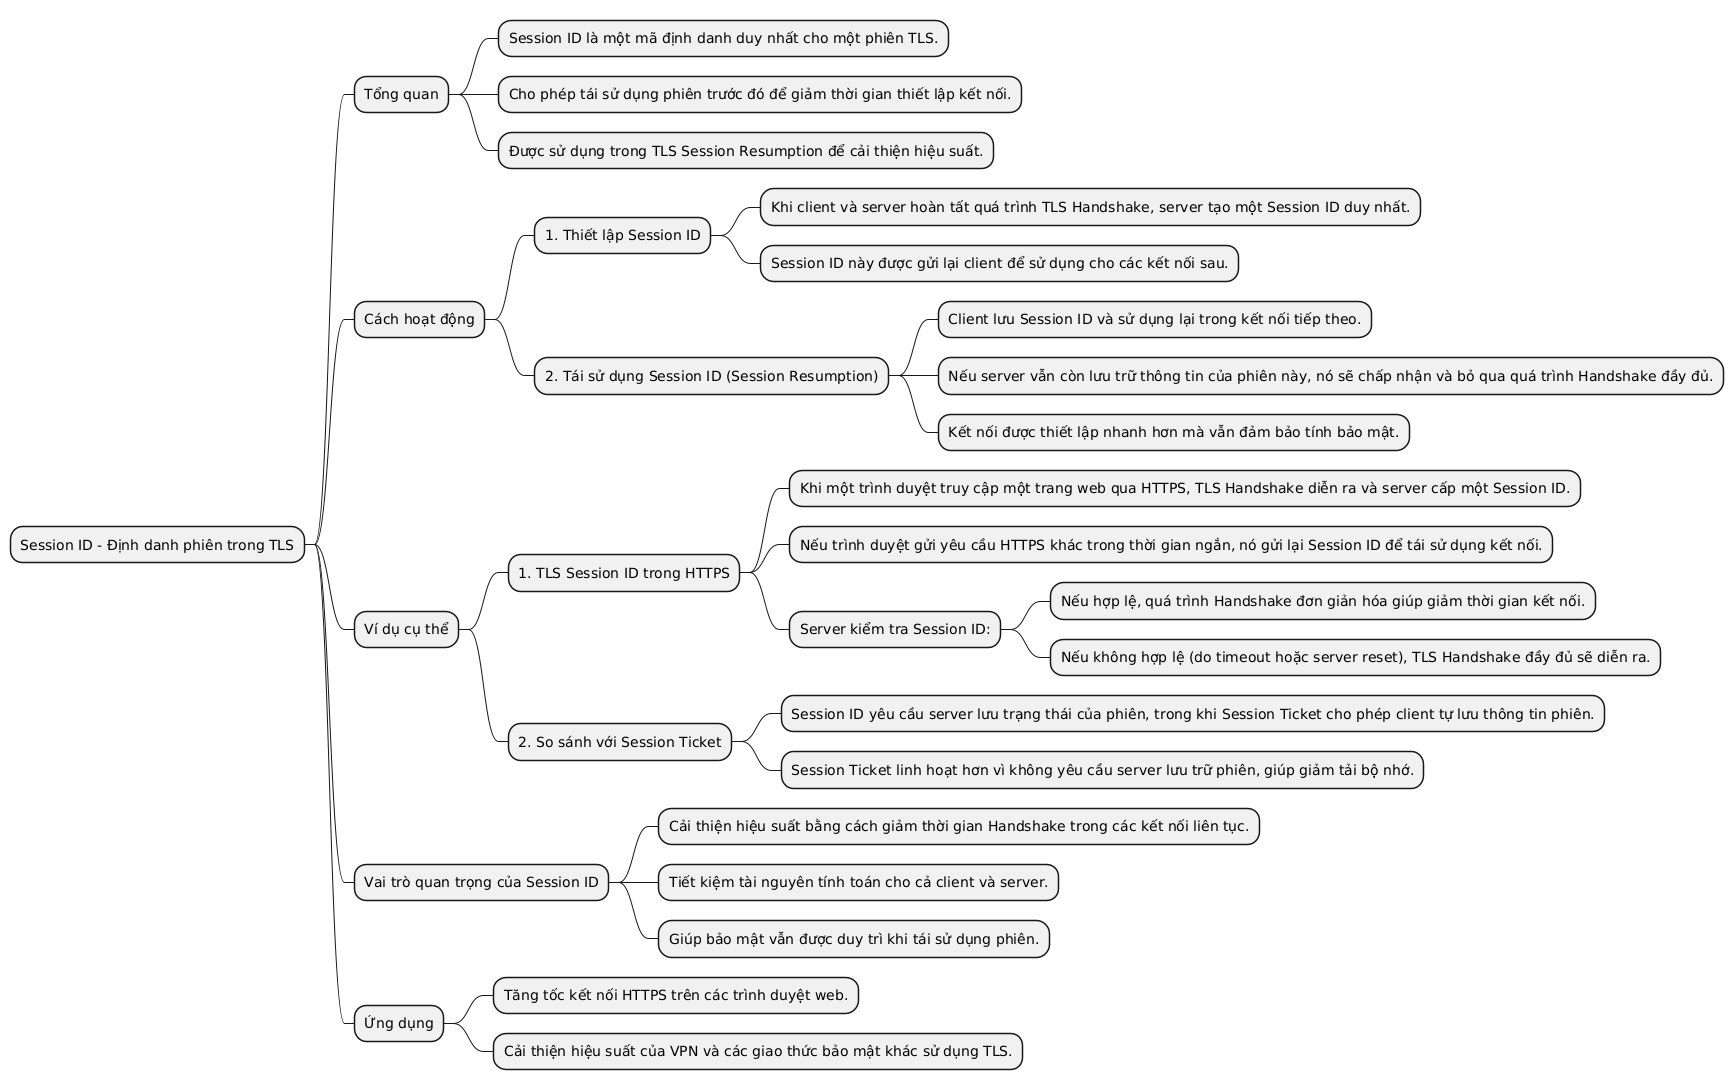 Session ID - Định danh phiên trong TLS
Tổng quan
Session ID là một mã định danh duy nhất cho một phiên TLS.
Cho phép tái sử dụng phiên trước đó để giảm thời gian thiết lập kết nối.
Được sử dụng trong TLS Session Resumption để cải thiện hiệu suất.
Cách hoạt động
1. Thiết lập Session ID
Khi client và server hoàn tất quá trình TLS Handshake, server tạo một Session ID duy nhất.
Session ID này được gửi lại client để sử dụng cho các kết nối sau.
2. Tái sử dụng Session ID (Session Resumption)
Client lưu Session ID và sử dụng lại trong kết nối tiếp theo.
Nếu server vẫn còn lưu trữ thông tin của phiên này, nó sẽ chấp nhận và bỏ qua quá trình Handshake đầy đủ.
Kết nối được thiết lập nhanh hơn mà vẫn đảm bảo tính bảo mật.
Ví dụ cụ thể
1. TLS Session ID trong HTTPS
Khi một trình duyệt truy cập một trang web qua HTTPS, TLS Handshake diễn ra và server cấp một Session ID.
Nếu trình duyệt gửi yêu cầu HTTPS khác trong thời gian ngắn, nó gửi lại Session ID để tái sử dụng kết nối.
Server kiểm tra Session ID:
Nếu hợp lệ, quá trình Handshake đơn giản hóa giúp giảm thời gian kết nối.
Nếu không hợp lệ (do timeout hoặc server reset), TLS Handshake đầy đủ sẽ diễn ra.
2. So sánh với Session Ticket
Session ID yêu cầu server lưu trạng thái của phiên, trong khi Session Ticket cho phép client tự lưu thông tin phiên.
Session Ticket linh hoạt hơn vì không yêu cầu server lưu trữ phiên, giúp giảm tải bộ nhớ.
Vai trò quan trọng của Session ID
Cải thiện hiệu suất bằng cách giảm thời gian Handshake trong các kết nối liên tục.
Tiết kiệm tài nguyên tính toán cho cả client và server.
Giúp bảo mật vẫn được duy trì khi tái sử dụng phiên.
Ứng dụng
Tăng tốc kết nối HTTPS trên các trình duyệt web.
Cải thiện hiệu suất của VPN và các giao thức bảo mật khác sử dụng TLS.